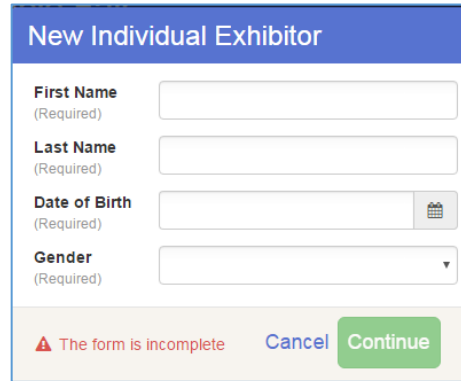 New Individual Exhibitor
First Name
(Required)
Last Name
(Required)
Date of Birth
(Required)
Gender
(Required)
The form is incomplete Cancel Continue